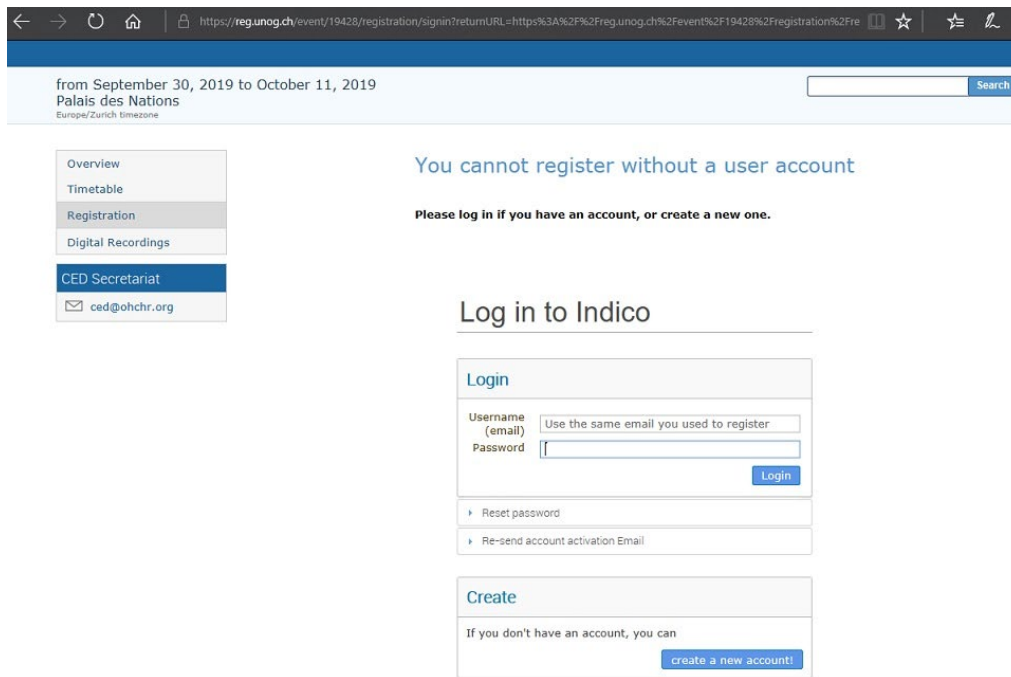 https://reg.unog.ch/event/19428/registration/signin?returnURL=https%3A%2F%2Freg.unog.ch%2Fevent%2F19428%2Fregistration%2Fre
from September 30, 2019 to October 11, 2019
Palais des Nations
Europe/Zurich timezone
Search
Overview
Timetable
Registration
Digital Recordings
CED Secretariat
ced@ohchr.org
You cannot register without a user account
Please log in if you have an account, or create a new one.
Log in to Indico
Login
Username
(email)
Use the same email you used to register
Password
Login
Reset password
Re-send account activation Email
Create
If you don't have an account, you can
create a new account!